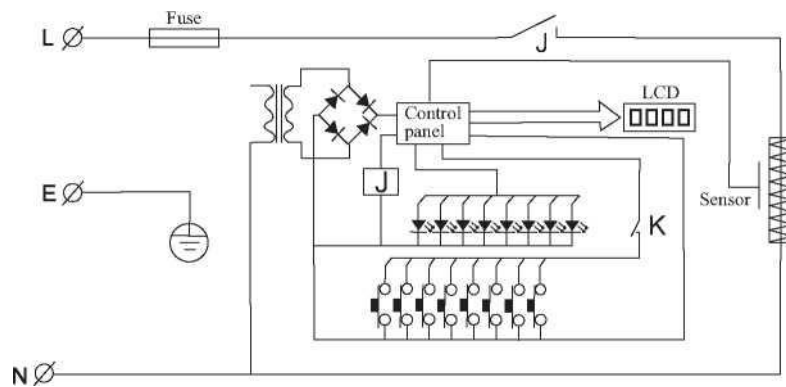 Fuse
L
J
LCD
Control
panel
J
E
Sensor
K
N